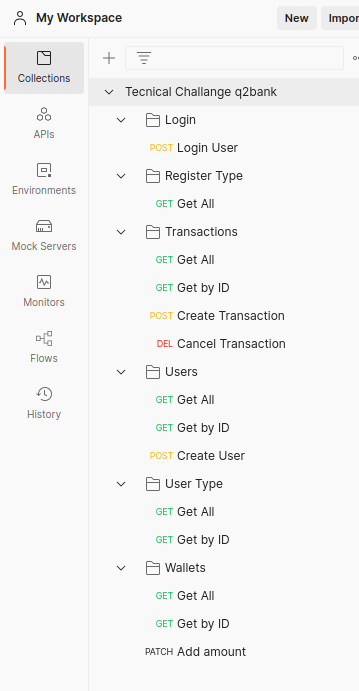 My Workspace
New
Impor
Collections
APIs
Environments
Mock Servers
Monitors
Flows
History
Tecnical Challange q2bank
Login
POST Login User
Register Type
GET Get All
Transactions
GET Get All
GET Get by ID
POST Create Transaction
DEL Cancel Transaction
Users
GET Get All
GET Get by ID
POST Create User
User Type
GET Get All
GET Get by ID
Wallets
GET Get All
GET Get by ID
PATCH Add amount